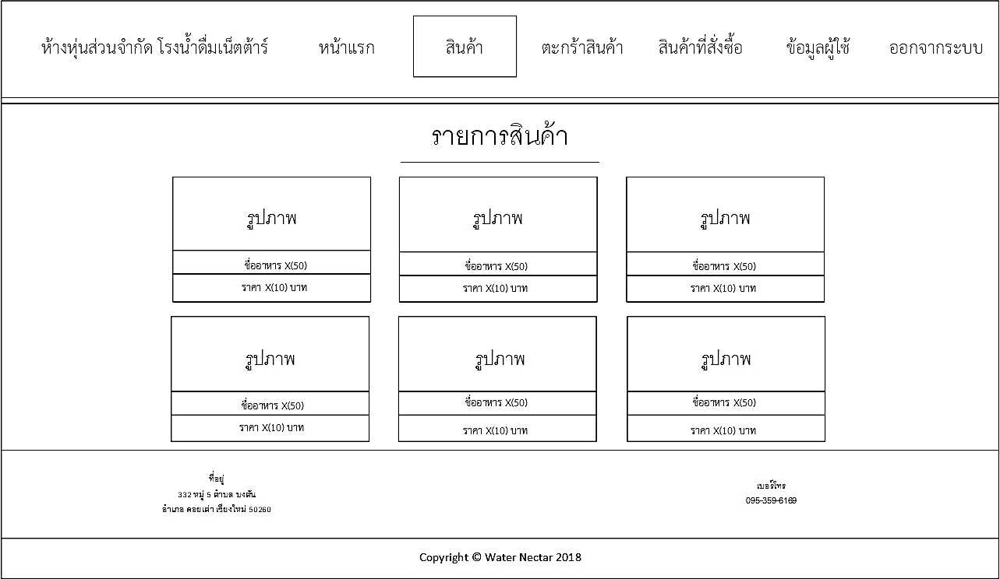 ห้างหุ่นส่วนจำกัด โรงน้ำดื่มเน็ตต้าร์ หน้าแรก สินค้า ตะกร้าสินค้า สินค้าที่สั่งซื้อ ข้อมูลผู้ใช้ ออกจากระบบ
รายการสินค้า
รูปภาพ รูปภาพ รูปภาพ
ชื่ออาหาร X(50) ชื่ออาหาร X(50) ชื่ออาหาร X(50)
ราคา X(10) บาท ราคา X(10) บาท ราคา X(10) บาท
รูปภาพ รูปภาพ รูปภาพ
ชื่ออาหาร X(50) ชื่ออาหาร X(50) ชื่ออาหาร X(50)
ราคา X(10) บาท ราคา X(10) บาท ราคา X(10) บาท
ที่อยู่
332 หมู่ 5 ตำบล บงตัน
อำเภอ ดอยเต่า เชียงใหม่ 50260
เบอร์โทร
095-359-6169
Copyright © Water Nectar 2018